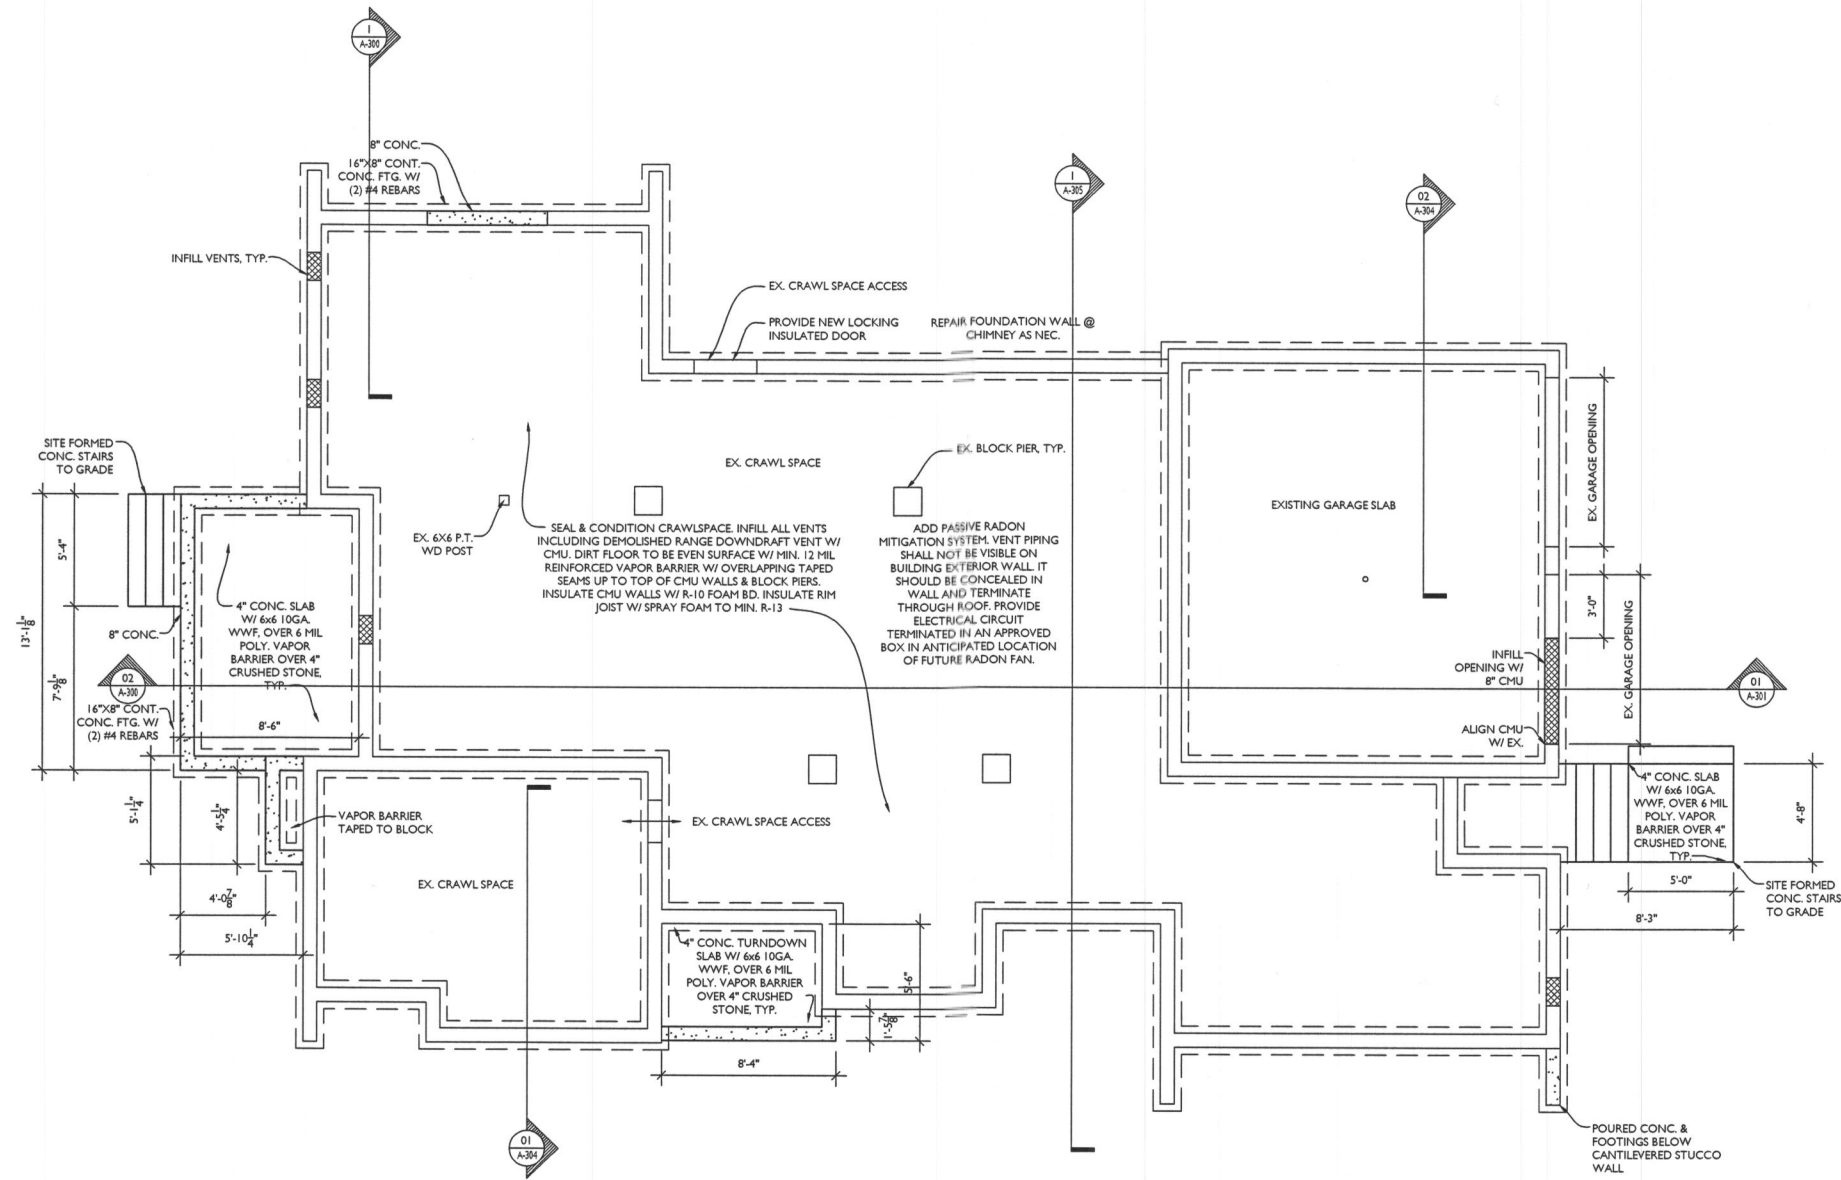 1
A-300
8" CONC.
16"X8" CONT.
CONC. FTG. W/
(2) #4 REBARS
1
A-305
02
A-304
INFILL VENTS, TYP.
EX. CRAWL SPACE ACCESS
PROVIDE NEW LOCKING
INSULATED DOOR
REPAIR FOUNDATION WALL @
CHIMNEY AS NEC.
EX. GARAGE OPENING
SITE FORMED
CONC. STAIRS
TO GRADE
EX. CRAWL SPACE
EX. BLOCK PIER, TYP.
EXISTING GARAGE SLAB
EX. 6X6 P.T.
WD POST
SEAL & CONDITION CRAWLSPACE. INFILL ALL VENTS
INCLUDING DEMOLISHED RANGE DOWNDRAFT VENT W/
CMU. DIRT FLOOR TO BE EVEN SURFACE W/ MIN. 12 MIL
REINFORCED VAPOR BARRIER W/ OVERLAPPING TAPED
SEAMS UP TO TOP OF CMU WALLS & BLOCK PIERS.
INSULATE CMU WALLS W/ R-10 FOAM BD. INSULATE RIM
JOIST W/ SPRAY FOAM TO MIN. R-13
ADD PASSIVE RADON
MITIGATION SYSTEM. VENT PIPING
SHALL NOT BE VISIBLE ON
BUILDING EXTERIOR WALL. IT
SHOULD BE CONCEALED IN
WALL AND TERMINATE
THROUGH ROOF. PROVIDE
ELECTRICAL CIRCUIT
TERMINATED IN AN APPROVED
BOX IN ANTICIPATED LOCATION
OF FUTURE RADON FAN.
5'-4"
13'-1 1/8"
7'-9 1/8"
8" CONC.
4" CONC. SLAB
W/ 6x6 10GA.
WWF, OVER 6 MIL
POLY. VAPOR
BARRIER OVER 4"
CRUSHED STONE,
TYP.
3'-0"
EX. GARAGE OPENING
INFILL
OPENING W/
8" CMU
02
A-300
01
A-301
16"X8" CONT.
CONC. FTG. W/
(2) #4 REBARS
8'-6"
ALIGN CMU
W/ EX.
5'-1 1/4"
4'-5 1/4"
VAPOR BARRIER
TAPED TO BLOCK
EX. CRAWL SPACE ACCESS
4" CONC. SLAB
W/ 6x6 10GA.
WWF, OVER 6 MIL
POLY. VAPOR
BARRIER OVER 4"
CRUSHED STONE,
TYP.
4'-8"
EX. CRAWL SPACE
4'-0 7/8"
5'-10 1/4"
5'-0"
8'-3"
SITE FORMED
CONC. STAIRS
TO GRADE
4" CONC. TURNDOWN
SLAB W/ 6x6 10GA.
WWF, OVER 6 MIL
POLY. VAPOR BARRIER
OVER 4" CRUSHED
STONE, TYP.
5'-6"
1'-5 7/8"
8'-4"
01
A-304
POURED CONC. &
FOOTINGS BELOW
CANTILEVERED STUCCO
WALL